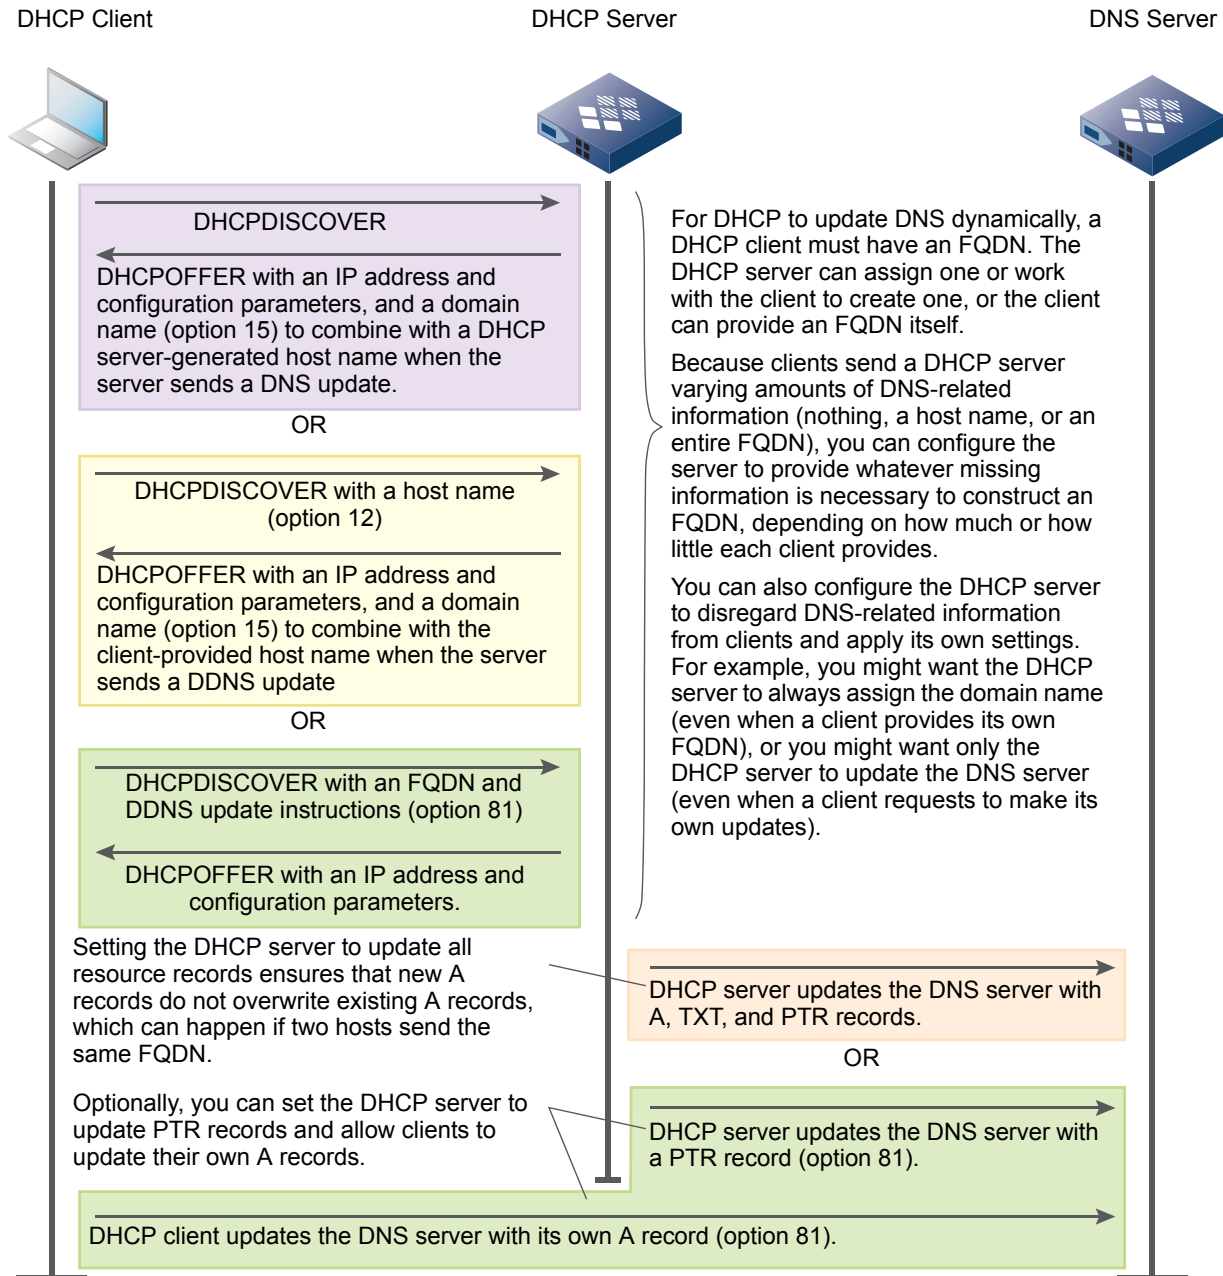 DHCP Client
DHCP Server
DNS Server
DHCPDISCOVER
DHCPOFFER with an IP address and
configuration parameters, and a domain
name (option 15) to combine with a DHCP
server-generated host name when the
server sends a DNS update.
OR
DHCPDISCOVER with a host name
(option 12)
DHCPOFFER with an IP address and
configuration parameters, and a domain
name (option 15) to combine with the
client-provided host name when the server
sends a DDNS update
OR
DHCPDISCOVER with an FQDN and
DDNS update instructions (option 81)
DHCPOFFER with an IP address and
configuration parameters.
For DHCP to update DNS dynamically, a
DHCP client must have an FQDN. The
DHCP server can assign one or work
with the client to create one, or the client
can provide an FQDN itself.
Because clients send a DHCP server
varying amounts of DNS-related
information (nothing, a host name, or an
entire FQDN), you can configure the
server to provide whatever missing
information is necessary to construct an
FQDN, depending on how much or how
little each client provides.
You can also configure the DHCP server
to disregard DNS-related information
from clients and apply its own settings.
For example, you might want the DHCP
server to always assign the domain name
(even when a client provides its own
FQDN), or you might want only the
DHCP server to update the DNS server
(even when a client requests to make its
own updates).
Setting the DHCP server to update all
resource records ensures that new A
records do not overwrite existing A records,
which can happen if two hosts send the
same FQDN.
DHCP server updates the DNS server with
A, TXT, and PTR records.
OR
Optionally, you can set the DHCP server to
update PTR records and allow clients to
update their own A records.
DHCP server updates the DNS server with
a PTR record (option 81).
DHCP client updates the DNS server with its own A record (option 81).